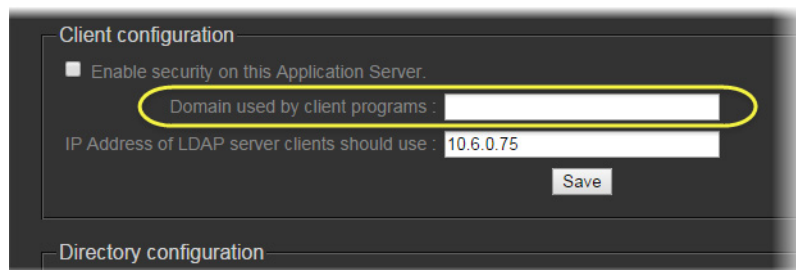 Client configuration
Enable security on this Application Server.
Domain used by client programs :
IP Address of LDAP server clients should use : 10.6.0.75
Save
Directory configuration